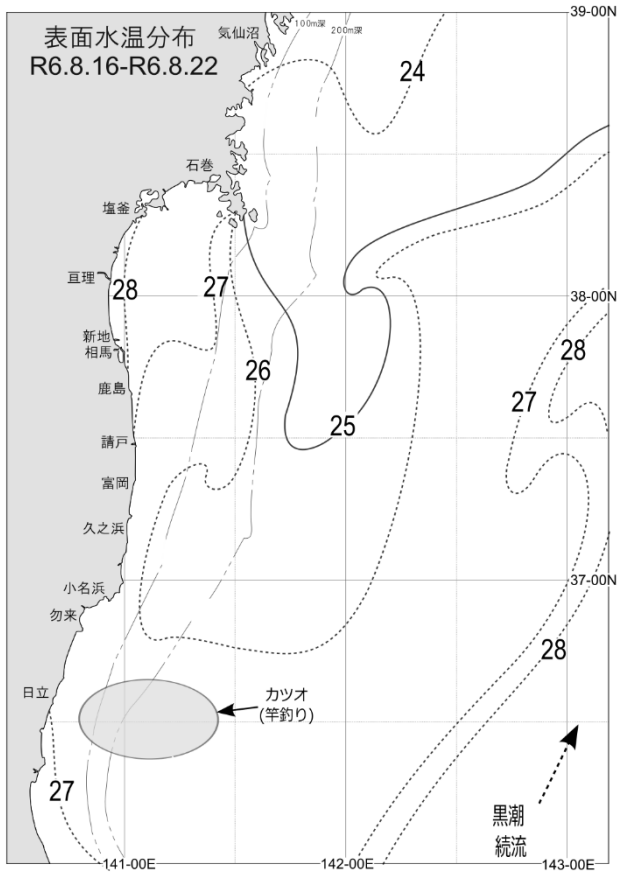 39-00N
表面水温分布
R6.8.16-R6.8.22
気仙沼
100m深
200m深
24
石巻
塩釜
亘理
28
27
38-00N
新地
相馬
26
28
鹿島
27
25
請戸
富岡
久之浜
小名浜
37-00N
勿来
28
日立
カツオ
(竿釣り)
27
黒潮
続流
141-00E
142-00E
143-00E